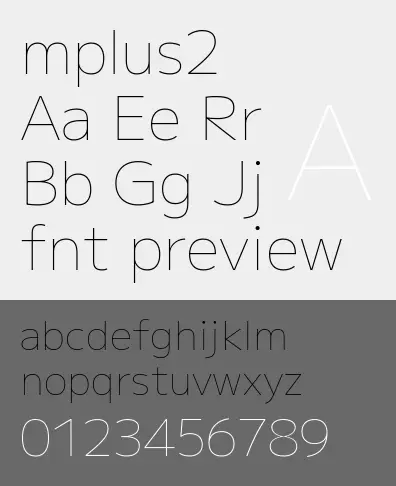 mplus2
Aa Ee Rr
A
Bb Gg Jj
fnt preview
abcdefghijklm
nopqrstuvwxyz
0123456789